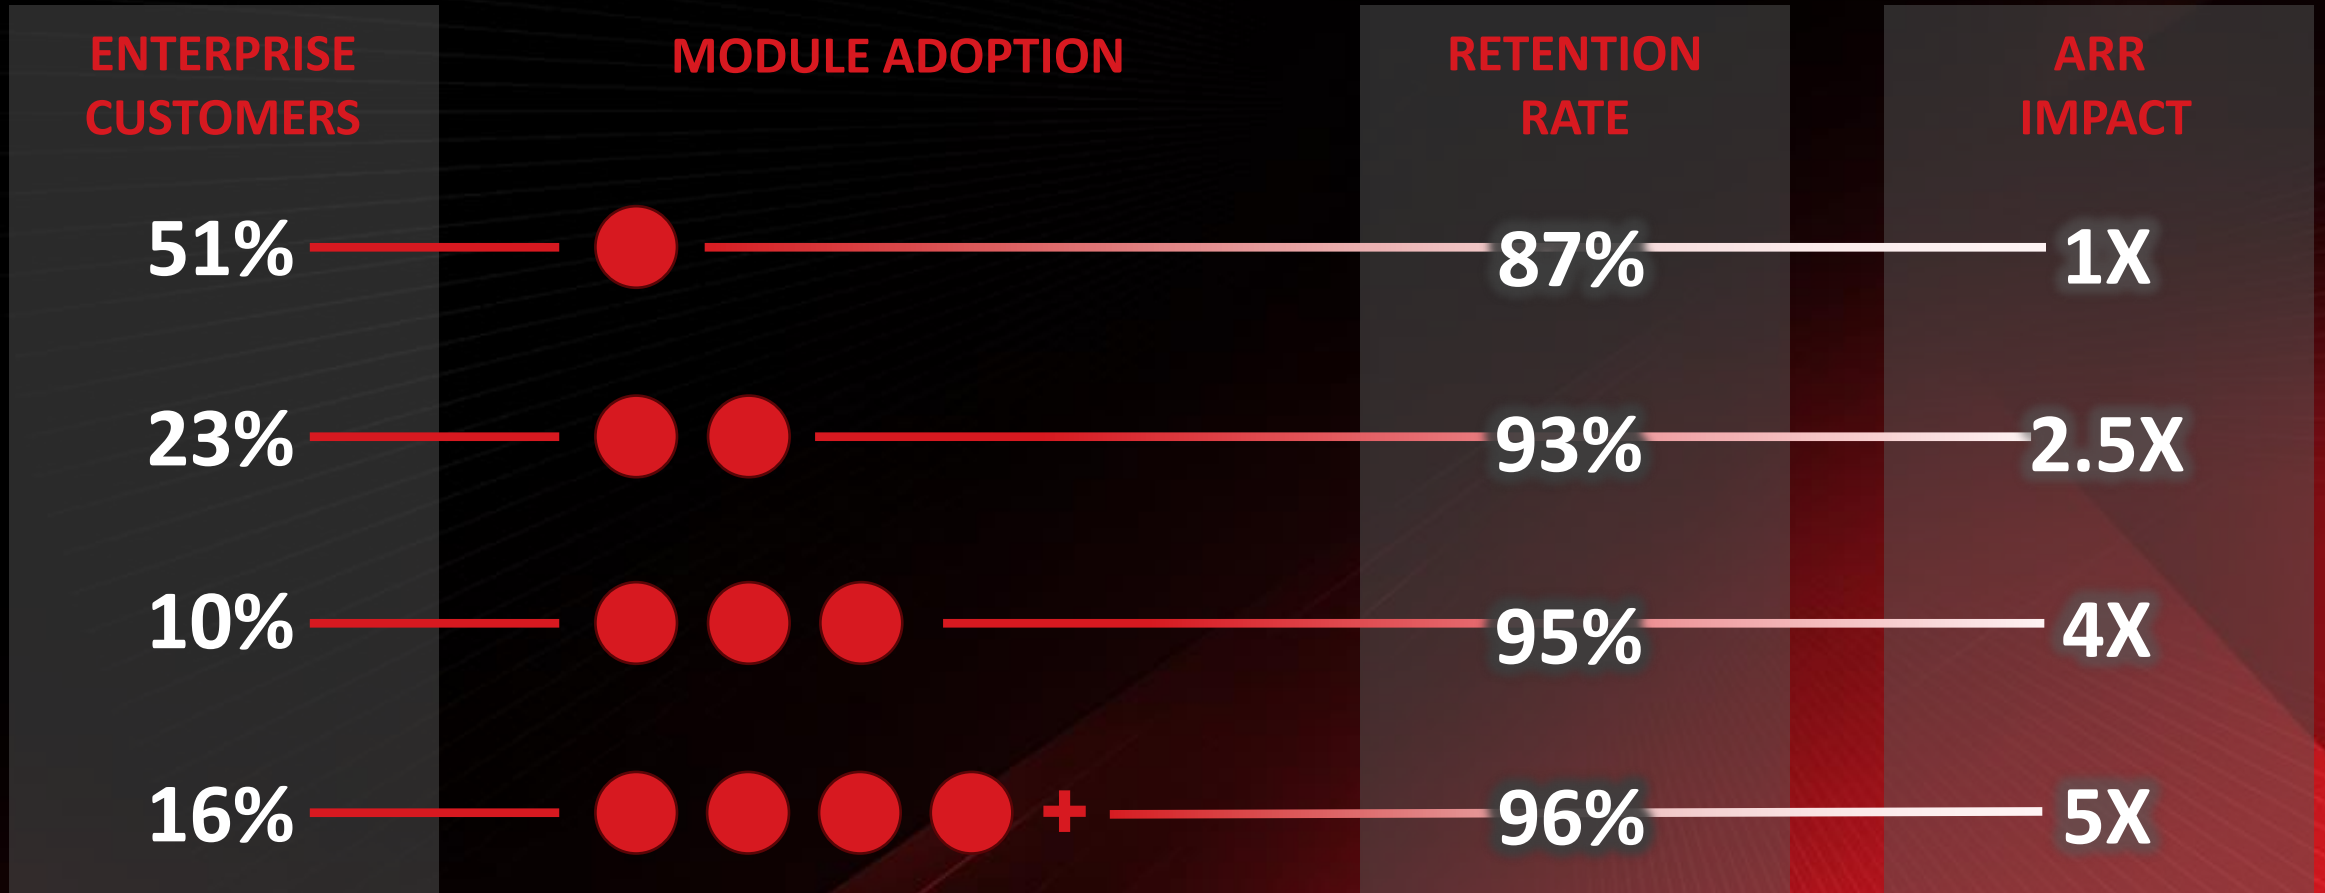 ENTERPRISE
CUSTOMERS
MODULE ADOPTION
RETENTION
RATE
ARR
IMPACT
51%
87%
1X
23%
93%
2.5X
10%
95%
4X
16%
+
96%
5X